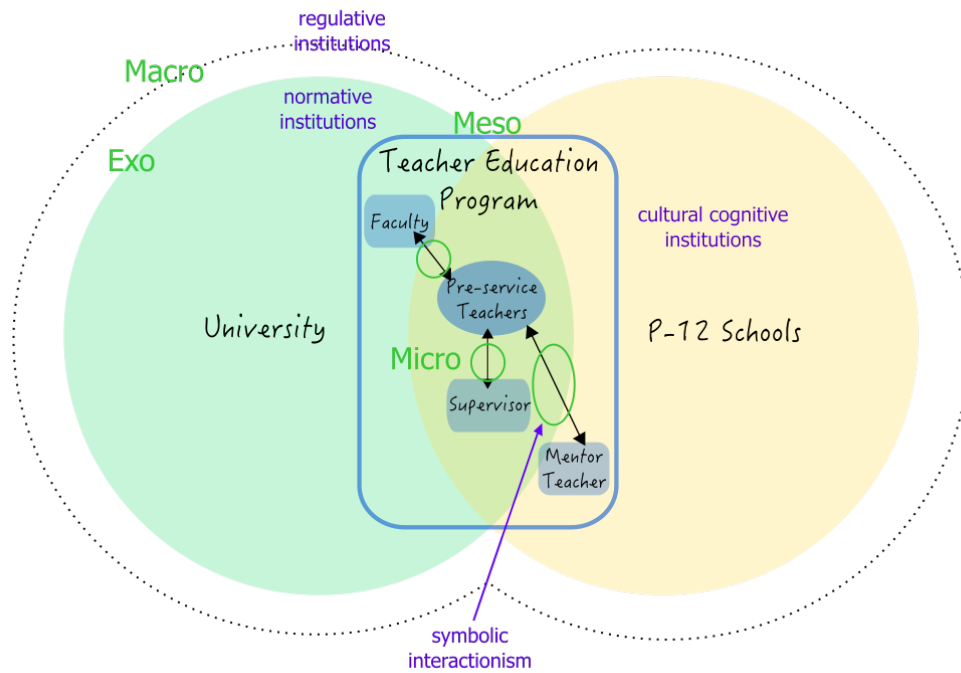 regulative
institutions
Macro
normative
institutions
Meso
Exo
Teacher Education
Program
Faculty
cultural cognitive
institutions
Pre-service
Teachers
University
P-12 Schools
Micro
Supervisor
Mentor
Teacher
symbolic
interactionism